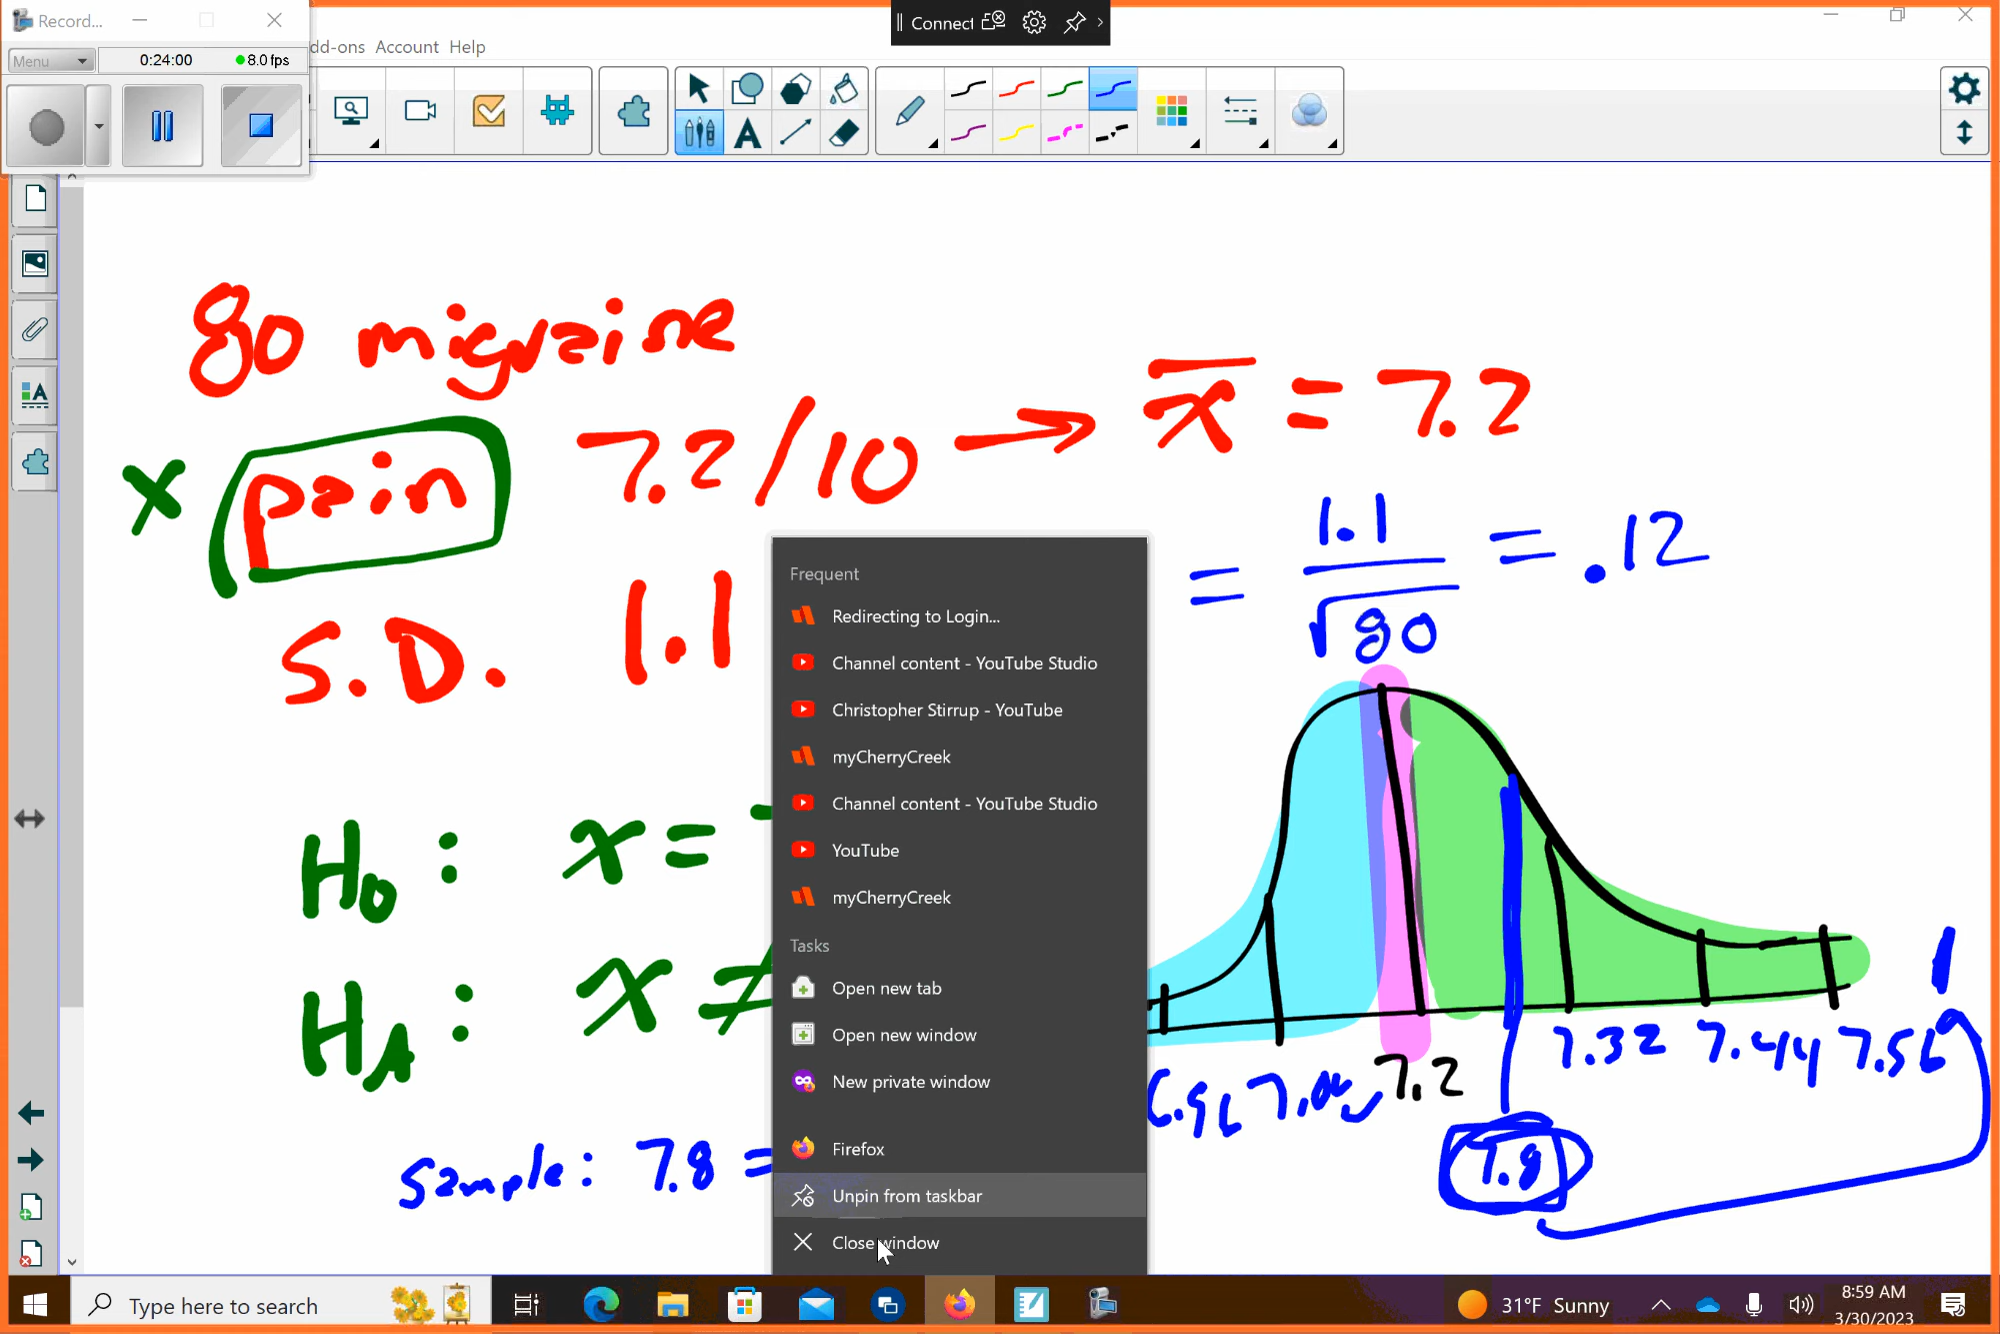 Record...
Connect
dd-ons Account Help
Menu
0:24:00
8.0 fps
80 migraine
x pain 7.2/10 → x̄ = 7.2
= 1.1 / √80 = .12
S.D. 1.1
Frequent
Redirecting to Login...
Channel content - YouTube Studio
Christopher Stirrup - YouTube
myCherryCreek
Channel content - YouTube Studio
YouTube
myCherryCreek
Tasks
Open new tab
Open new window
New private window
Firefox
Unpin from taskbar
Close window
H0 : x =
HA : x ≠
sample: 7.8 =
7.2 7.32 7.44 7.56
7.8
Type here to search
31°F Sunny
8:59 AM
3/30/2023